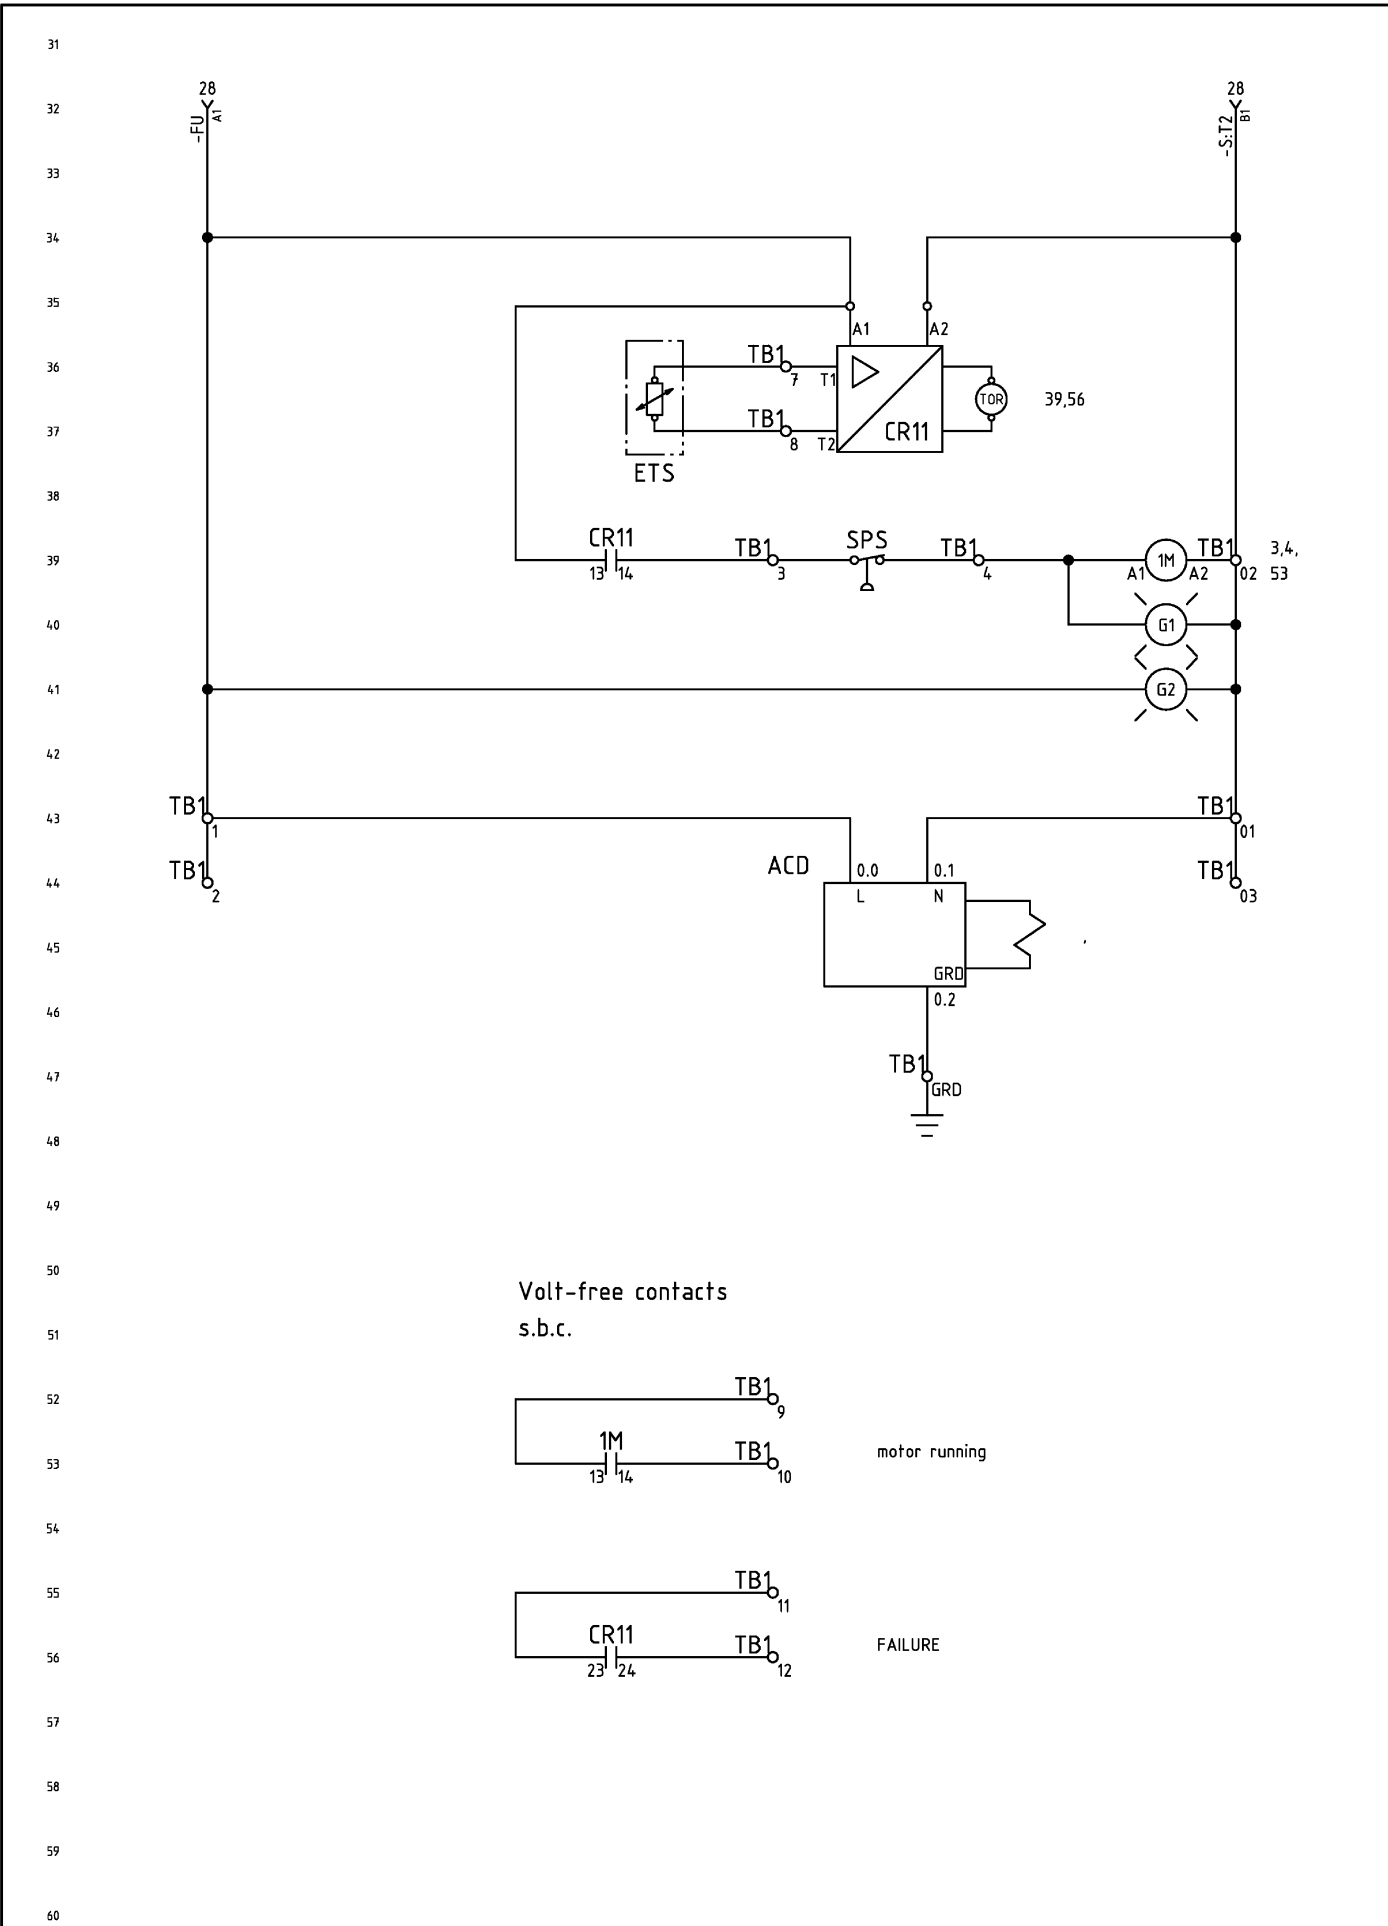 31
28 28
32
-FU A1 -S:T2 B1
33
34
35
A1 A2
36
TB1 7 T1
TOR 39,56
37
TB1 8 T2 CR11
ETS
38
CR11 TB1 SPS TB1 TB1 3,4,
39 1M
13 14 3 4 A1 A2 02 53
40 G1
41 G2
42
TB1 TB1
43
1 01
TB1 ACD 0.0 0.1 TB1
44
2 L N 03
45
GRD
0.2
46
TB1
47
GRD
48
49
50
Volt-free contacts
51 s.b.c.
TB1
52
9
1M TB1 motor running
53
13 14 10
54
TB1
55
11
CR11 TB1 FAILURE
56
23 24 12
57
58
59
60